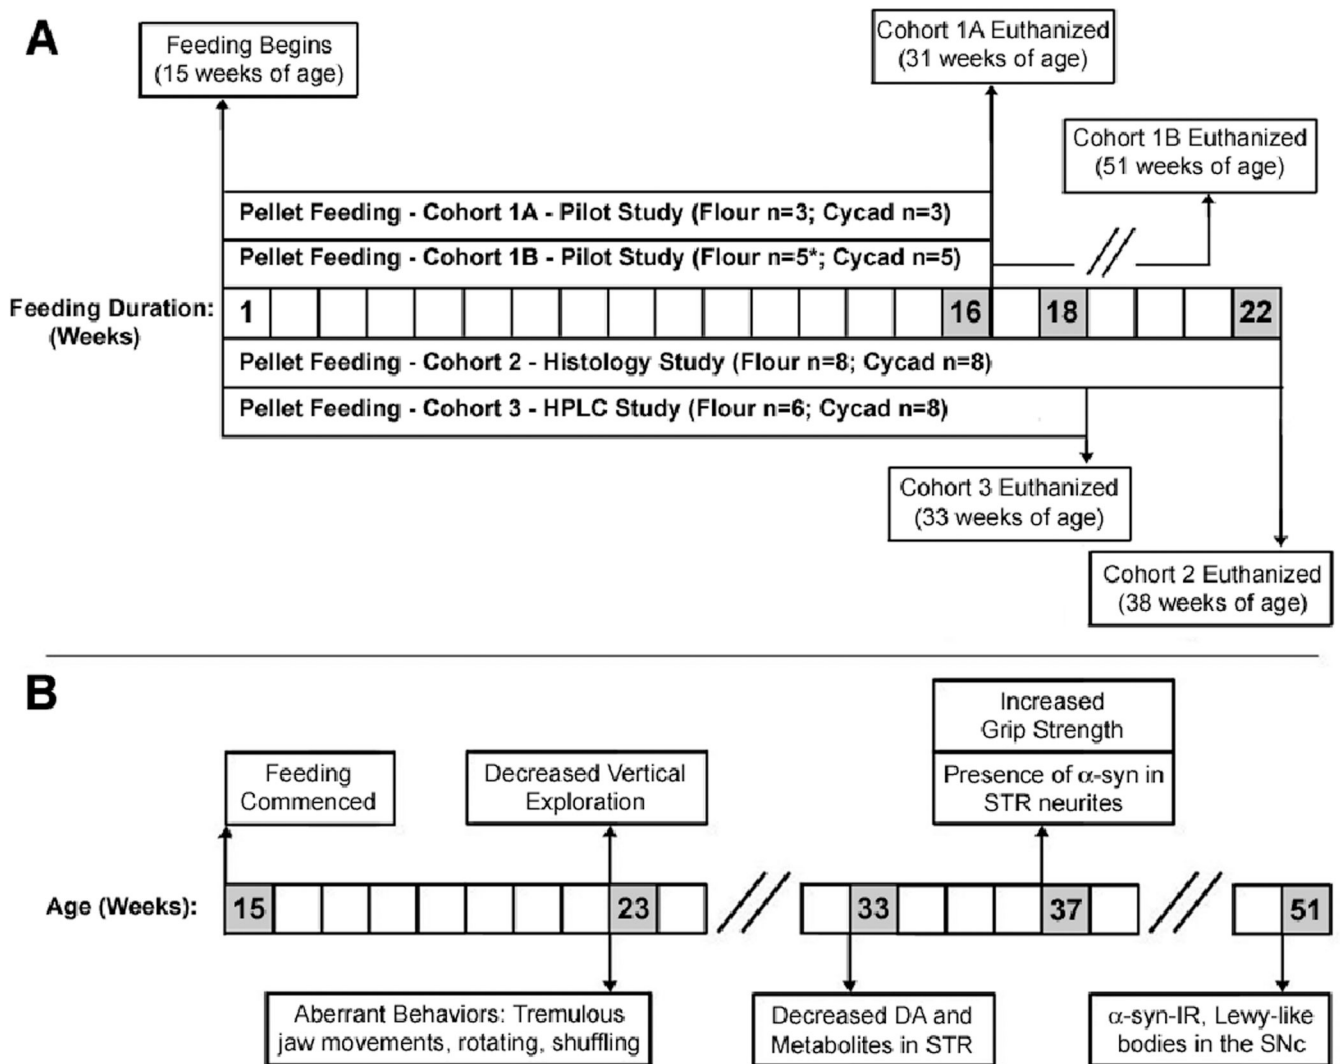 A
Feeding Begins
(15 weeks of age)
Cohort 1A Euthanized
(31 weeks of age)
Cohort 1B Euthanized
(51 weeks of age)
Pellet Feeding - Cohort 1A - Pilot Study (Flour n=3; Cycad n=3)
Pellet Feeding - Cohort 1B - Pilot Study (Flour n=5*; Cycad n=5)
Feeding Duration:
(Weeks)
1 16 18 22
Pellet Feeding - Cohort 2 - Histology Study (Flour n=8; Cycad n=8)
Pellet Feeding - Cohort 3 - HPLC Study (Flour n=6; Cycad n=8)
Cohort 3 Euthanized
(33 weeks of age)
Cohort 2 Euthanized
(38 weeks of age)
B
Feeding
Commenced
Decreased Vertical
Exploration
Increased
Grip Strength
Presence of α-syn in
STR neurites
Age (Weeks): 15 23 33 37 51
Aberrant Behaviors: Tremulous
jaw movements, rotating, shuffling
Decreased DA and
Metabolites in STR
α-syn-IR, Lewy-like
bodies in the SNc